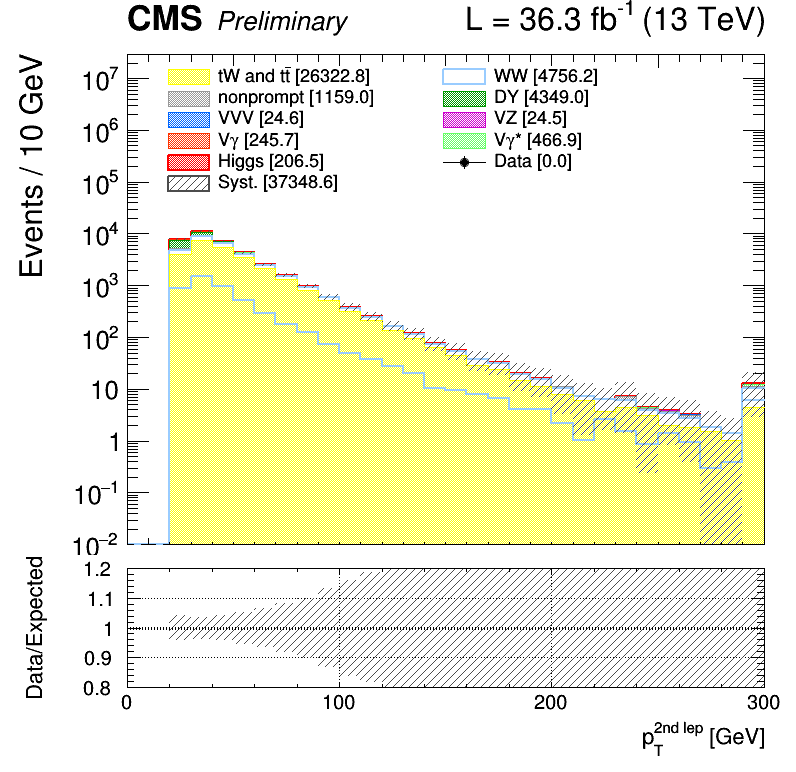 CMS Preliminary L = 36.3 fb⁻¹ (13 TeV)
Events / 10 GeV
10⁷
10⁶
10⁵
10⁴
10³
10²
10
1
10⁻¹
10⁻²
tW and tt̄ [26322.8]
nonprompt [1159.0]
VVV [24.6]
Vγ [245.7]
Higgs [206.5]
Syst. [37348.6]
WW [4756.2]
DY [4349.0]
VZ [24.5]
Vγ* [466.9]
Data [0.0]
Data/Expected
1.2
1.1
1
0.9
0.8
0 100 200 300
p_T^{2nd lep} [GeV]